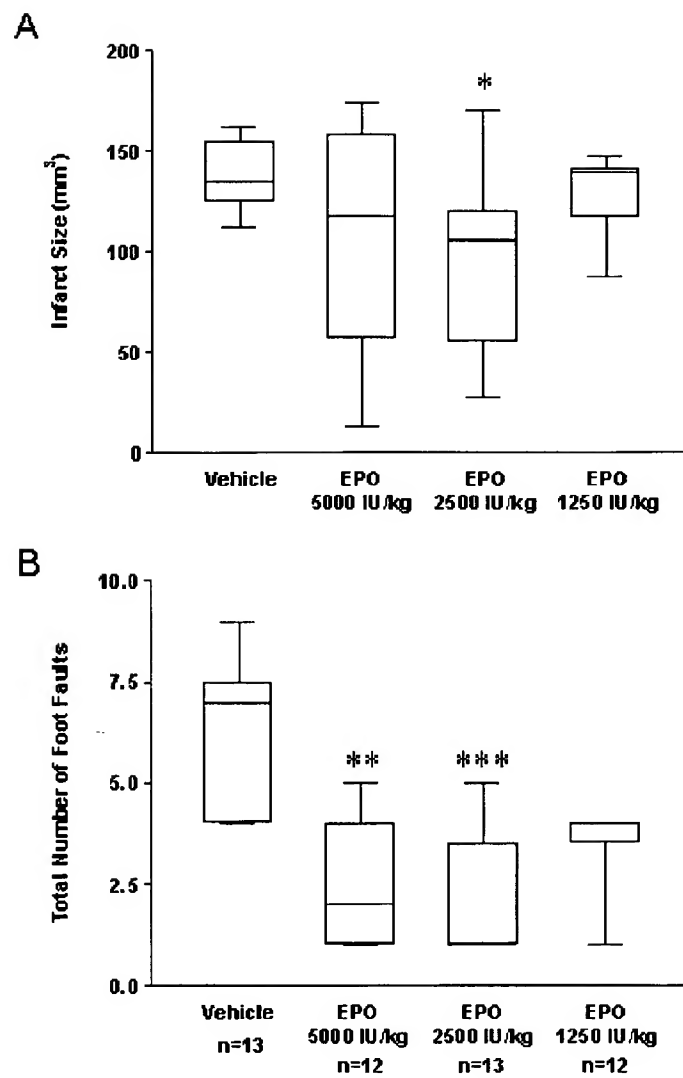 A
200
*
150
Infarct Size (mm³)
100
50
0
Vehicle
EPO
5000 IU/kg
EPO
2500 IU/kg
EPO
1250 IU/kg
B
10.0
7.5
Total Number of Foot Faults
**
***
5.0
2.5
0.0
Vehicle
n=13
EPO
5000 IU/kg
n=12
EPO
2500 IU/kg
n=13
EPO
1250 IU/kg
n=12